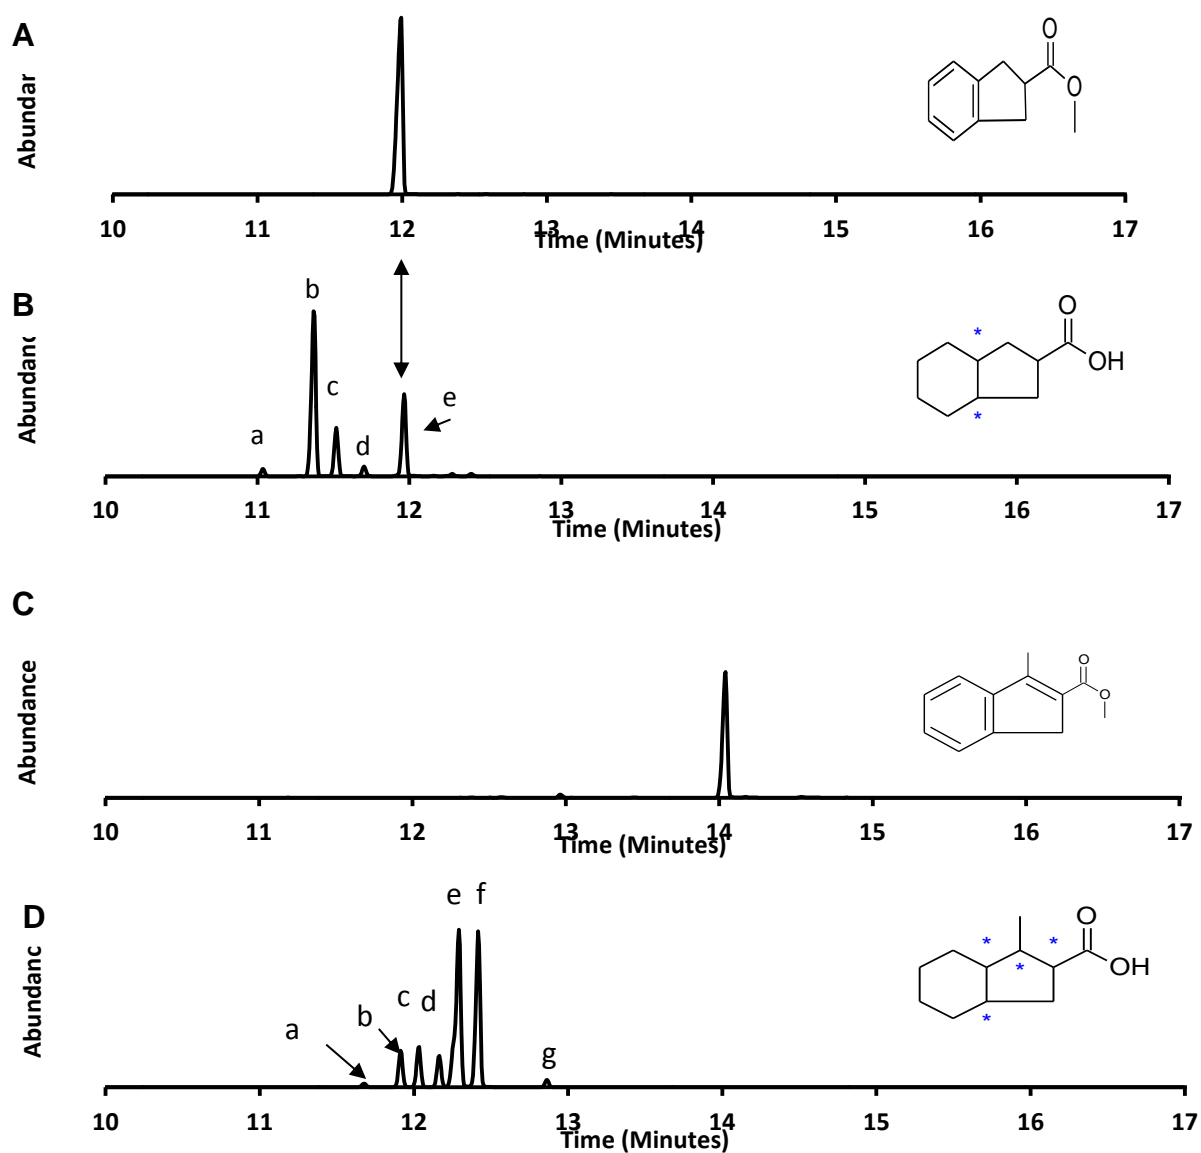 A
Abundar
O
O
10 11 12 13 14 15 16 17
Time (Minutes)
B
Abundanc
b
c
a
d
e
*
*
O
OH
10 11 12 13 14 15 16 17
Time (Minutes)
C
Abundance
O
O
10 11 12 13 14 15 16 17
Time (Minutes)
D
Abundanc
e f
c d
b
a
g
* *
*
*
O
OH
10 11 12 13 14 15 16 17
Time (Minutes)